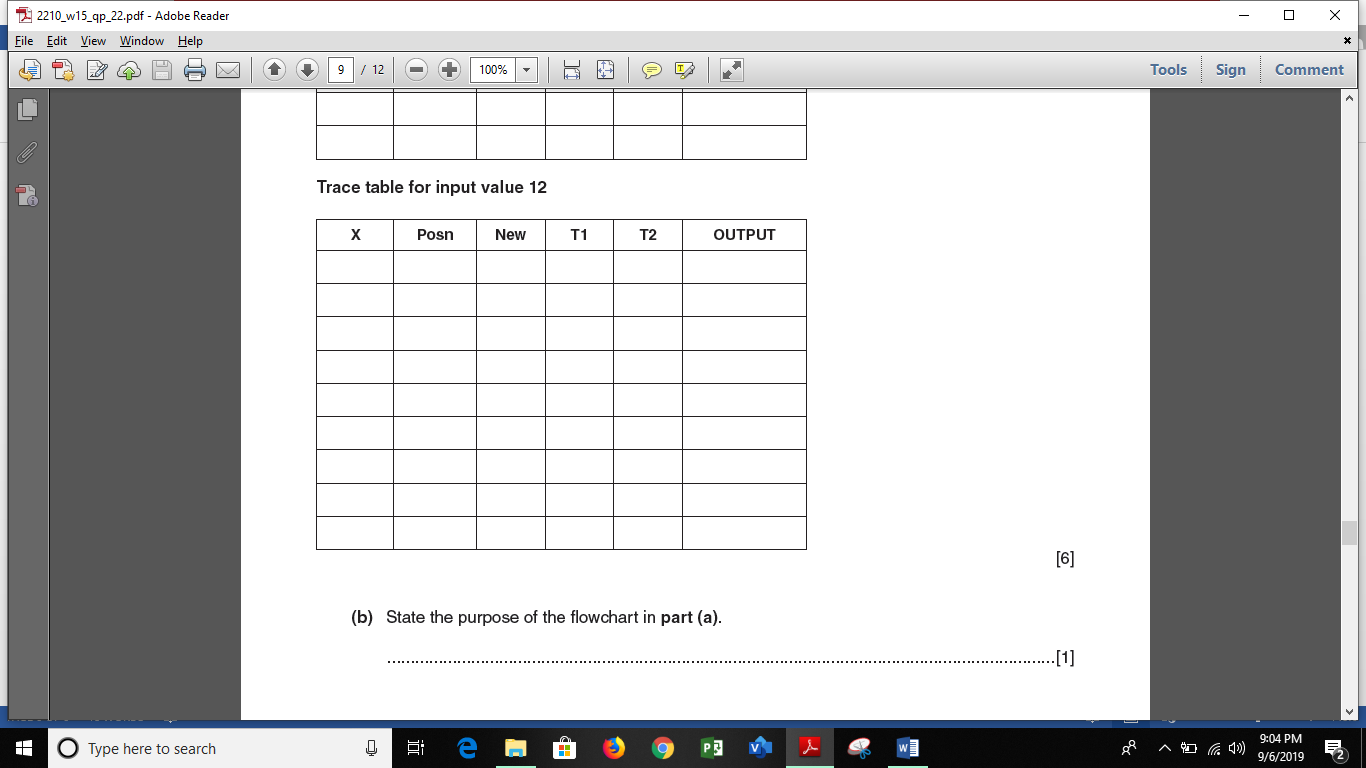 2210_w15_qp_22.pdf - Adobe Reader
File Edit View Window Help
9 / 12 100% Tools Sign Comment
Trace table for input value 12
X Posn New T1 T2 OUTPUT
[6]
(b) State the purpose of the flowchart in part (a).
[1]
Type here to search
9:04 PM
9/6/2019
2